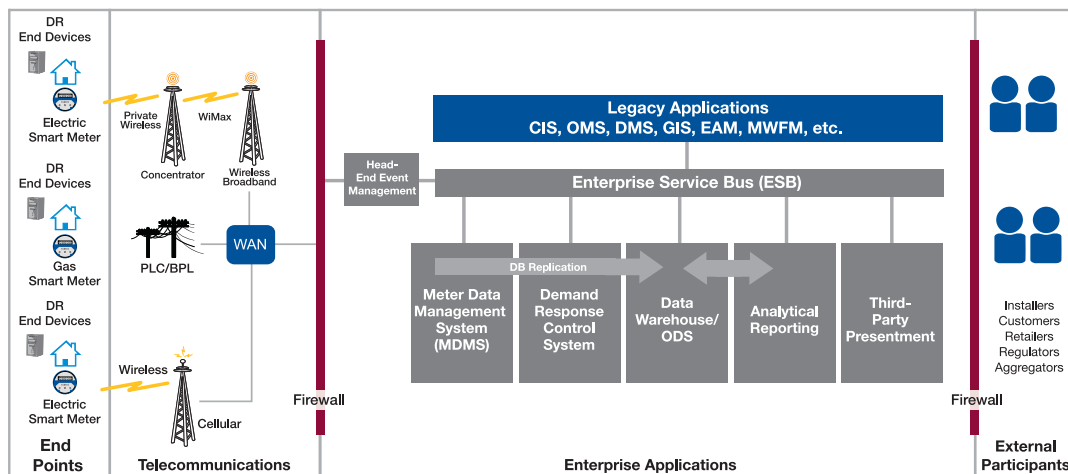 DR
End Devices
Electric
Smart Meter
DR
End Devices
Gas
Smart Meter
DR
End Devices
Electric
Smart Meter
End
Points
Private
Wireless
WiMax
Concentrator
Wireless
Broadband
PLC/BPL
WAN
Wireless
Cellular
Telecommunications
Firewall
Head-
End Event
Management
Legacy Applications
CIS, OMS, DMS, GIS, EAM, MWFM, etc.
Enterprise Service Bus (ESB)
DB Replication
Meter Data
Management
System
(MDMS)
Demand
Response
Control
System
Data
Warehouse/
ODS
Analytical
Reporting
Third-
Party
Presentment
Enterprise Applications
Firewall
Installers
Customers
Retailers
Regulators
Aggregators
External
Participants